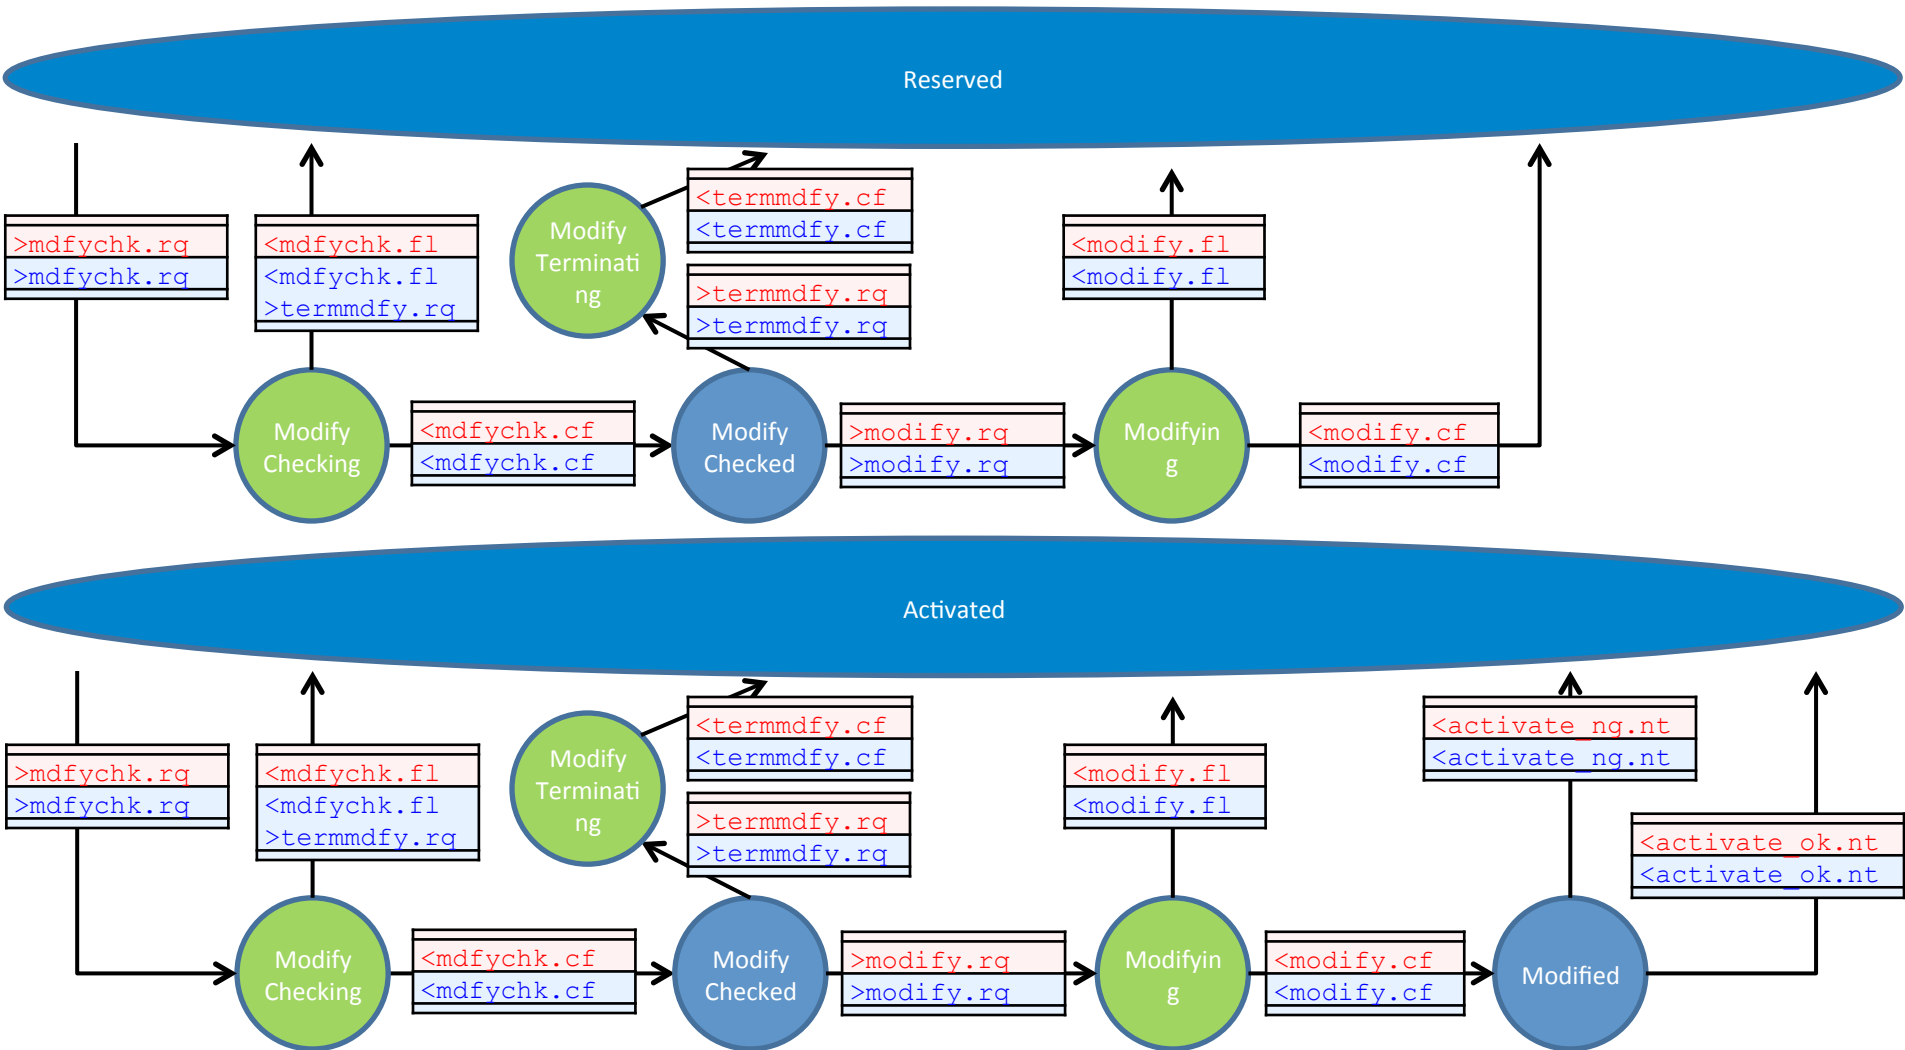 Reserved
>mdfychk.rq
>mdfychk.rq
<mdfychk.fl
<mdfychk.fl
>termmdfy.rq
Modify
Terminati
ng
<termmdfy.cf
<termmdfy.cf
>termmdfy.rq
>termmdfy.rq
<modify.fl
<modify.fl
Modify
Checking
<mdfychk.cf
<mdfychk.cf
Modify
Checked
>modify.rq
>modify.rq
Modifyin
g
<modify.cf
<modify.cf
Activated
>mdfychk.rq
>mdfychk.rq
<mdfychk.fl
<mdfychk.fl
>termmdfy.rq
Modify
Terminati
ng
<termmdfy.cf
<termmdfy.cf
>termmdfy.rq
>termmdfy.rq
<modify.fl
<modify.fl
<activate_ng.nt
<activate_ng.nt
<activate_ok.nt
<activate_ok.nt
Modify
Checking
<mdfychk.cf
<mdfychk.cf
Modify
Checked
>modify.rq
>modify.rq
Modifyin
g
<modify.cf
<modify.cf
Modified